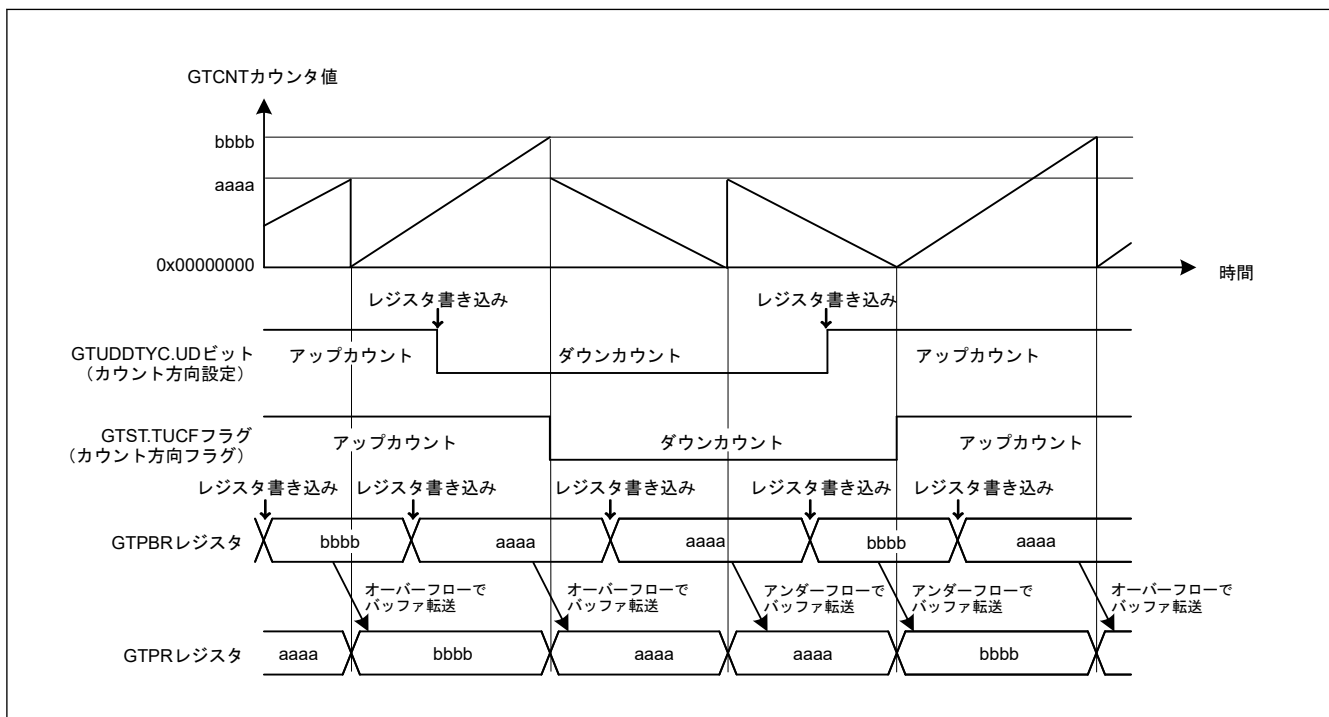 GTCNTカウンタ値
bbbb
aaaa
0x00000000
時間
レジスタ書き込み
レジスタ書き込み
GTUDDTYC.UDビット
（カウント方向設定）
アップカウント
ダウンカウント
アップカウント
GTST.TUCFフラグ
（カウント方向フラグ）
アップカウント
ダウンカウント
アップカウント
レジスタ書き込み
レジスタ書き込み
レジスタ書き込み
レジスタ書き込み
レジスタ書き込み
GTPBRレジスタ
bbbb
aaaa
aaaa
bbbb
aaaa
オーバーフローで
バッファ転送
オーバーフローで
バッファ転送
アンダーフローで
バッファ転送
アンダーフローで
バッファ転送
オーバーフローで
バッファ転送
GTPRレジスタ
aaaa
bbbb
aaaa
aaaa
bbbb